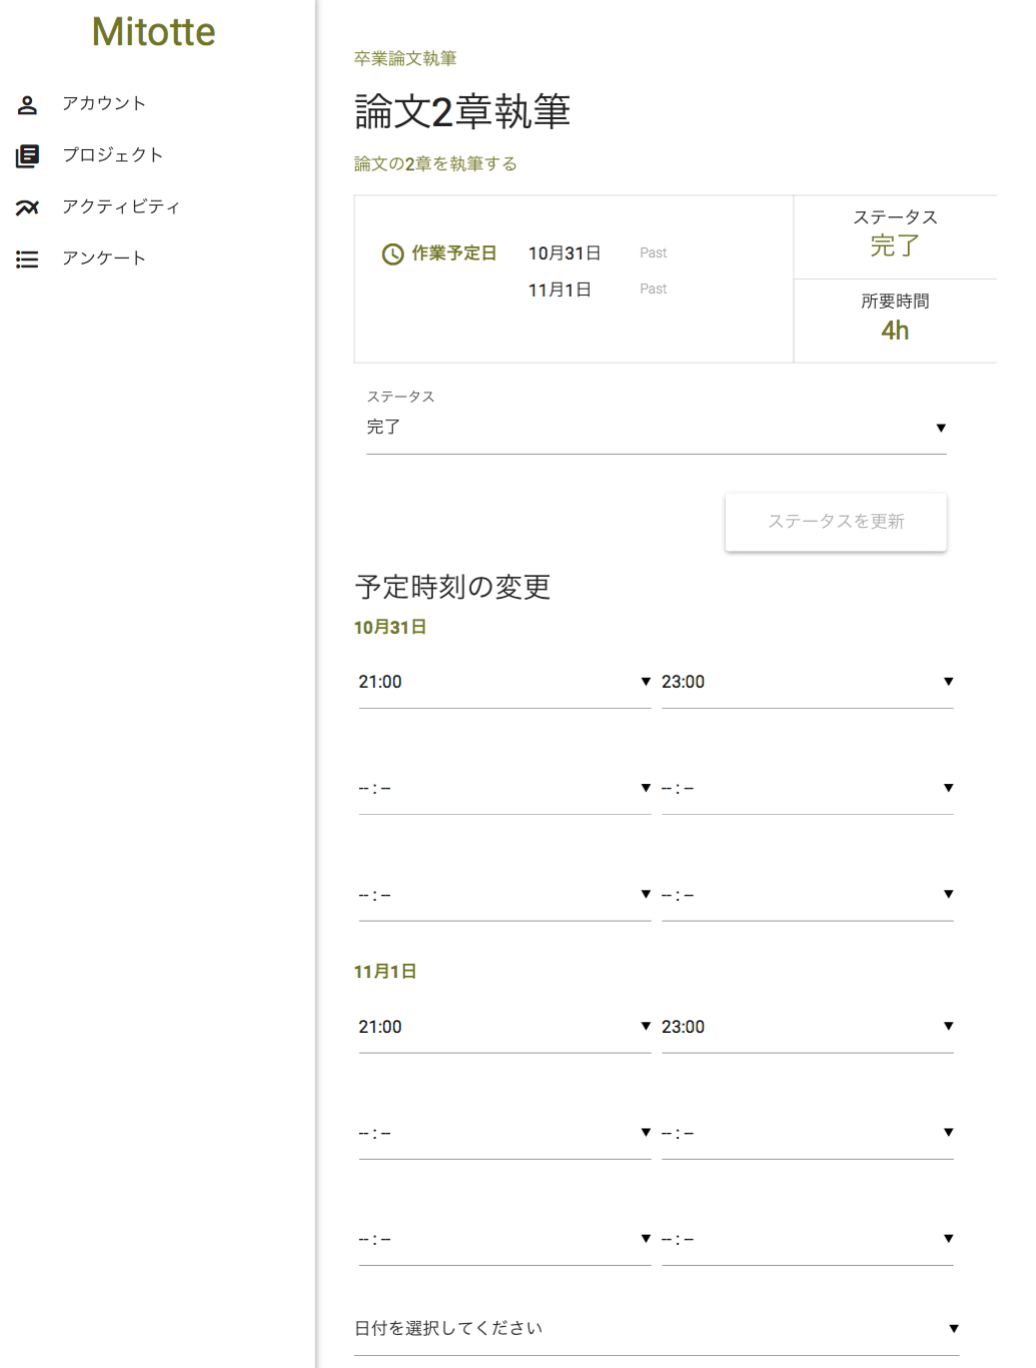 Mitotte
アカウント
プロジェクト
アクティビティ
アンケート
卒業論文執筆
論文2章執筆
論文の2章を執筆する
作業予定日 10月31日 Past
11月1日 Past
ステータス
完了
所要時間
4h
ステータス
完了
ステータスを更新
予定時刻の変更
10月31日
21:00 23:00
-- : -- -- : --
-- : -- -- : --
11月1日
21:00 23:00
-- : -- -- : --
-- : -- -- : --
日付を選択してください